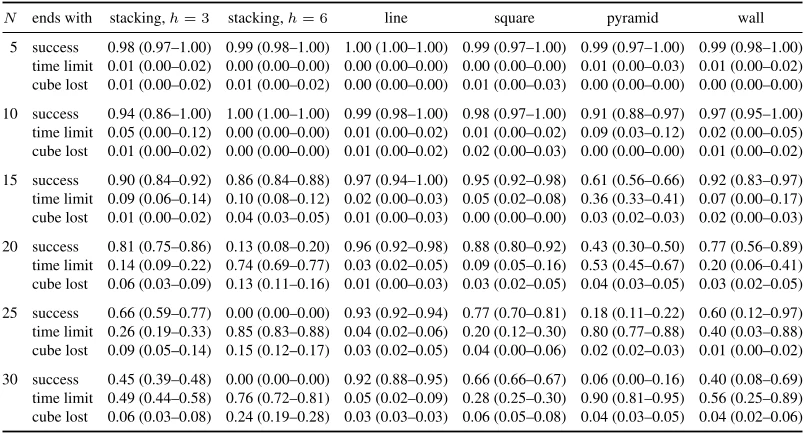 N ends with stacking, h = 3 stacking, h = 6 line square pyramid wall
5 success 0.98 (0.97–1.00) 0.99 (0.98–1.00) 1.00 (1.00–1.00) 0.99 (0.97–1.00) 0.99 (0.97–1.00) 0.99 (0.98–1.00)
time limit 0.01 (0.00–0.02) 0.00 (0.00–0.00) 0.00 (0.00–0.00) 0.00 (0.00–0.00) 0.01 (0.00–0.03) 0.01 (0.00–0.02)
cube lost 0.01 (0.00–0.02) 0.01 (0.00–0.02) 0.00 (0.00–0.00) 0.01 (0.00–0.03) 0.00 (0.00–0.00) 0.00 (0.00–0.00)
10 success 0.94 (0.86–1.00) 1.00 (1.00–1.00) 0.99 (0.98–1.00) 0.98 (0.97–1.00) 0.91 (0.88–0.97) 0.97 (0.95–1.00)
time limit 0.05 (0.00–0.12) 0.00 (0.00–0.00) 0.01 (0.00–0.02) 0.01 (0.00–0.02) 0.09 (0.03–0.12) 0.02 (0.00–0.05)
cube lost 0.01 (0.00–0.02) 0.00 (0.00–0.00) 0.01 (0.00–0.02) 0.02 (0.00–0.03) 0.00 (0.00–0.00) 0.01 (0.00–0.02)
15 success 0.90 (0.84–0.92) 0.86 (0.84–0.88) 0.97 (0.94–1.00) 0.95 (0.92–0.98) 0.61 (0.56–0.66) 0.92 (0.83–0.97)
time limit 0.09 (0.06–0.14) 0.10 (0.08–0.12) 0.02 (0.00–0.03) 0.05 (0.02–0.08) 0.36 (0.33–0.41) 0.07 (0.00–0.17)
cube lost 0.01 (0.00–0.02) 0.04 (0.03–0.05) 0.01 (0.00–0.03) 0.00 (0.00–0.00) 0.03 (0.02–0.03) 0.02 (0.00–0.03)
20 success 0.81 (0.75–0.86) 0.13 (0.08–0.20) 0.96 (0.92–0.98) 0.88 (0.80–0.92) 0.43 (0.30–0.50) 0.77 (0.56–0.89)
time limit 0.14 (0.09–0.22) 0.74 (0.69–0.77) 0.03 (0.02–0.05) 0.09 (0.05–0.16) 0.53 (0.45–0.67) 0.20 (0.06–0.41)
cube lost 0.06 (0.03–0.09) 0.13 (0.11–0.16) 0.01 (0.00–0.03) 0.03 (0.02–0.05) 0.04 (0.03–0.05) 0.03 (0.02–0.05)
25 success 0.66 (0.59–0.77) 0.00 (0.00–0.00) 0.93 (0.92–0.94) 0.77 (0.70–0.81) 0.18 (0.11–0.22) 0.60 (0.12–0.97)
time limit 0.26 (0.19–0.33) 0.85 (0.83–0.88) 0.04 (0.02–0.06) 0.20 (0.12–0.30) 0.80 (0.77–0.88) 0.40 (0.03–0.88)
cube lost 0.09 (0.05–0.14) 0.15 (0.12–0.17) 0.03 (0.02–0.05) 0.04 (0.00–0.06) 0.02 (0.02–0.03) 0.01 (0.00–0.02)
30 success 0.45 (0.39–0.48) 0.00 (0.00–0.00) 0.92 (0.88–0.95) 0.66 (0.66–0.67) 0.06 (0.00–0.16) 0.40 (0.08–0.69)
time limit 0.49 (0.44–0.58) 0.76 (0.72–0.81) 0.05 (0.02–0.09) 0.28 (0.25–0.30) 0.90 (0.81–0.95) 0.56 (0.25–0.89)
cube lost 0.06 (0.03–0.08) 0.24 (0.19–0.28) 0.03 (0.03–0.03) 0.06 (0.05–0.08) 0.04 (0.03–0.05) 0.04 (0.02–0.06)